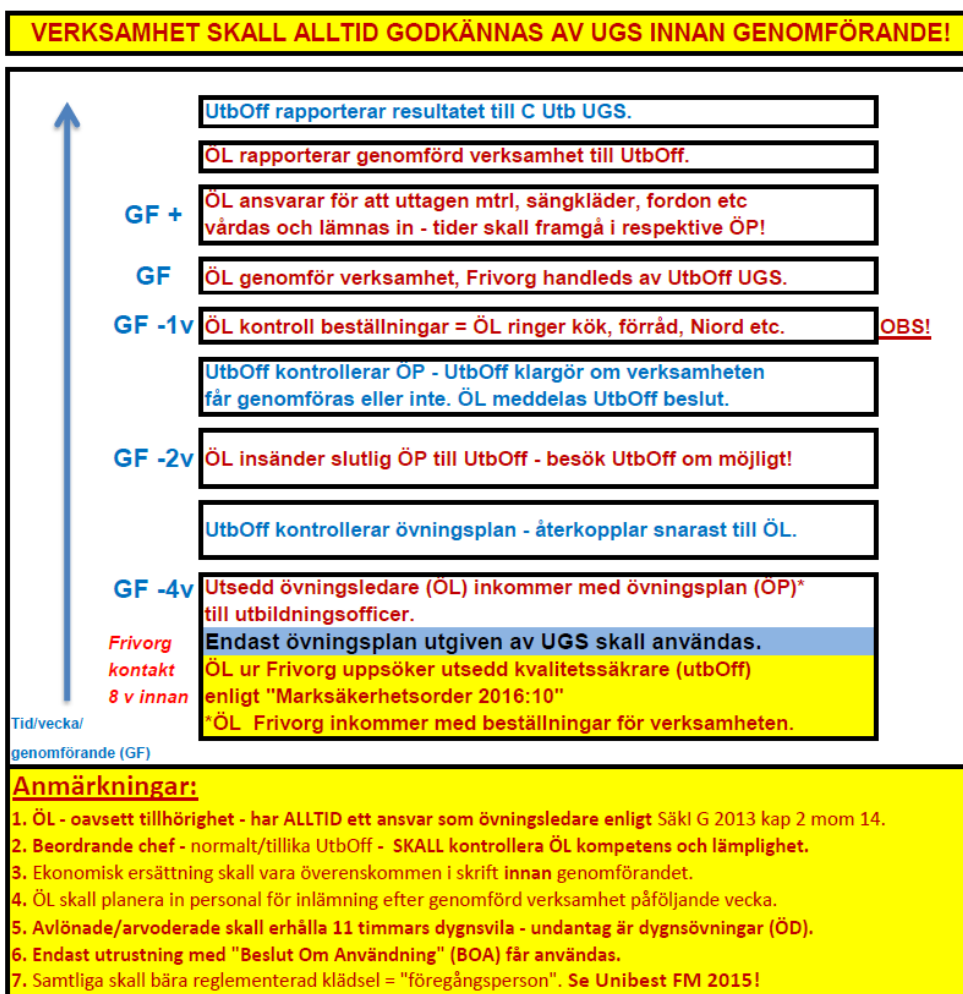 VERKSAMHET SKALL ALLTID GODKÄNNAS AV UGS INNAN GENOMFÖRANDE!
UtbOff rapporterar resultatet till C Utb UGS.
ÖL rapporterar genomförd verksamhet till UtbOff.
GF +
ÖL ansvarar för att uttagen mtrl, sängkläder, fordon etc
vårdas och lämnas in - tider skall framgå i respektive ÖP!
GF
ÖL genomför verksamhet, Frivorg handleds av UtbOff UGS.
GF -1v
ÖL kontroll beställningar = ÖL ringer kök, förråd, Niord etc.
OBS!
UtbOff kontrollerar ÖP - UtbOff klargör om verksamheten
får genomföras eller inte. ÖL meddelas UtbOff beslut.
GF -2v
ÖL insänder slutlig ÖP till UtbOff - besök UtbOff om möjligt!
UtbOff kontrollerar övningsplan - återkopplar snarast till ÖL.
GF -4v
Utsedd övningsledare (ÖL) inkommer med övningsplan (ÖP)*
till utbildningsofficer.
Frivorg
kontakt
8 v innan
Endast övningsplan utgiven av UGS skall användas.
ÖL ur Frivorg uppsöker utsedd kvalitetssäkrare (utbOff)
enligt "Marksäkerhetsorder 2016:10"
*ÖL Frivorg inkommer med beställningar för verksamheten.
Tid/vecka/
genomförande (GF)
Anmärkningar:
1. ÖL - oavsett tillhörighet - har ALLTID ett ansvar som övningsledare enligt SäkI G 2013 kap 2 mom 14.
2. Beordrande chef - normalt/tillika UtbOff - SKALL kontrollera ÖL kompetens och lämplighet.
3. Ekonomisk ersättning skall vara överenskommen i skrift innan genomförandet.
4. ÖL skall planera in personal för inlämning efter genomförd verksamhet påföljande vecka.
5. Avlönade/arvoderade skall erhålla 11 timmars dygnsvila - undantag är dygnsövningar (ÖD).
6. Endast utrustning med "Beslut Om Användning" (BOA) får användas.
7. Samtliga skall bära reglementerad klädsel = "föregångsperson". Se Unibest FM 2015!